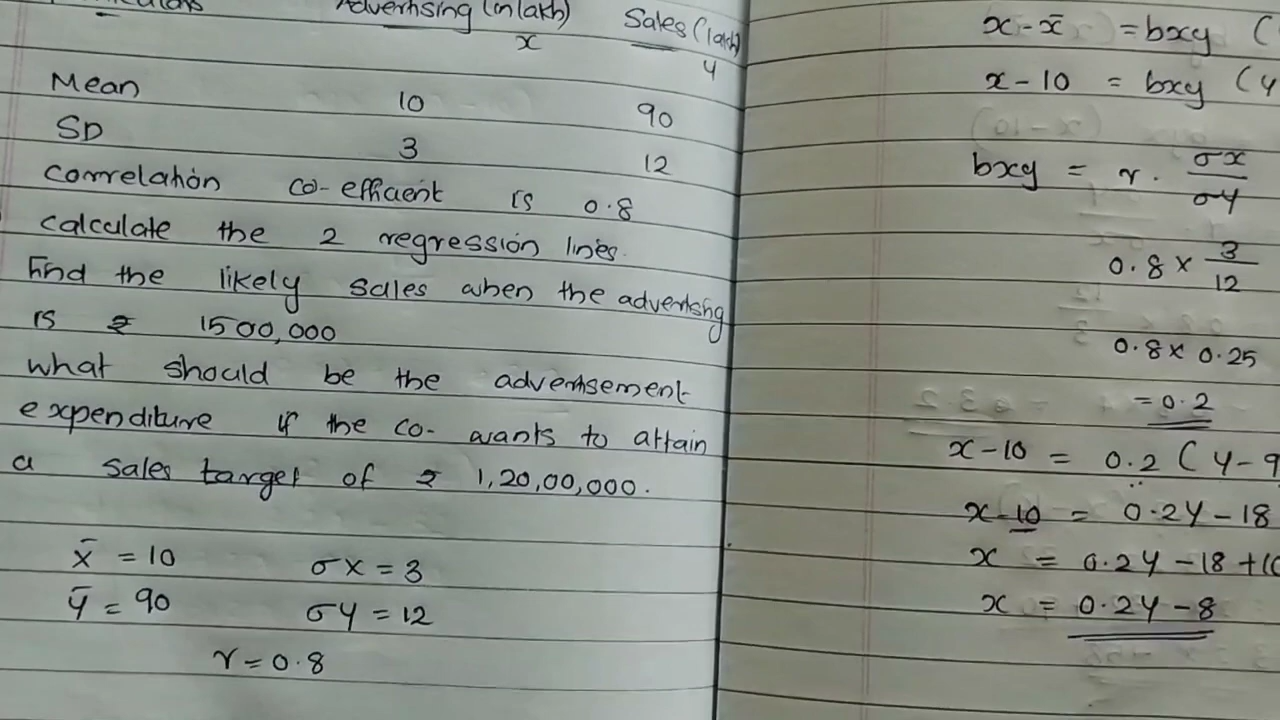 Advertising (in lakh) Sales (lakh)
x y
Mean 10 90
SD 3 12
Correlation co-efficient is 0.8
calculate the 2 regression lines.
Find the likely sales when the advertising
is ₹ 1500,000
what should be the advertisement
expenditure if the co- wants to attain
a sales target of ₹ 1,20,00,000.
x̄ = 10 σx = 3
ȳ = 90 σy = 12
r = 0.8
x - x̄ = bxy (
x - 10 = bxy (y
bxy = r. σx/σy
0.8 × 3/12
0.8 × 0.25
= 0.2
x - 10 = 0.2 (y - 9
x - 10 = 0.2y - 18
x = 0.2y - 18 + 10
x = 0.2y - 8